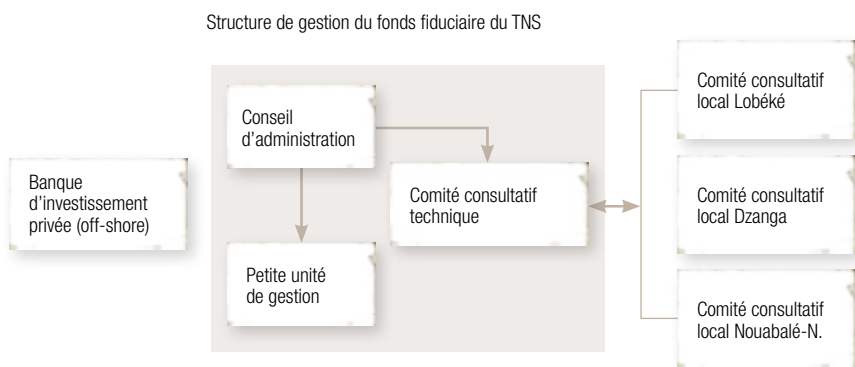 Structure de gestion du fonds fiduciaire du TNS
Banque
d'investissement
privée (off-shore)
Conseil
d'administration
Petite unité
de gestion
Comité consultatif
technique
Comité consultatif
local Lobéké
Comité consultatif
local Dzanga
Comité consultatif
local Nouabalé-N.